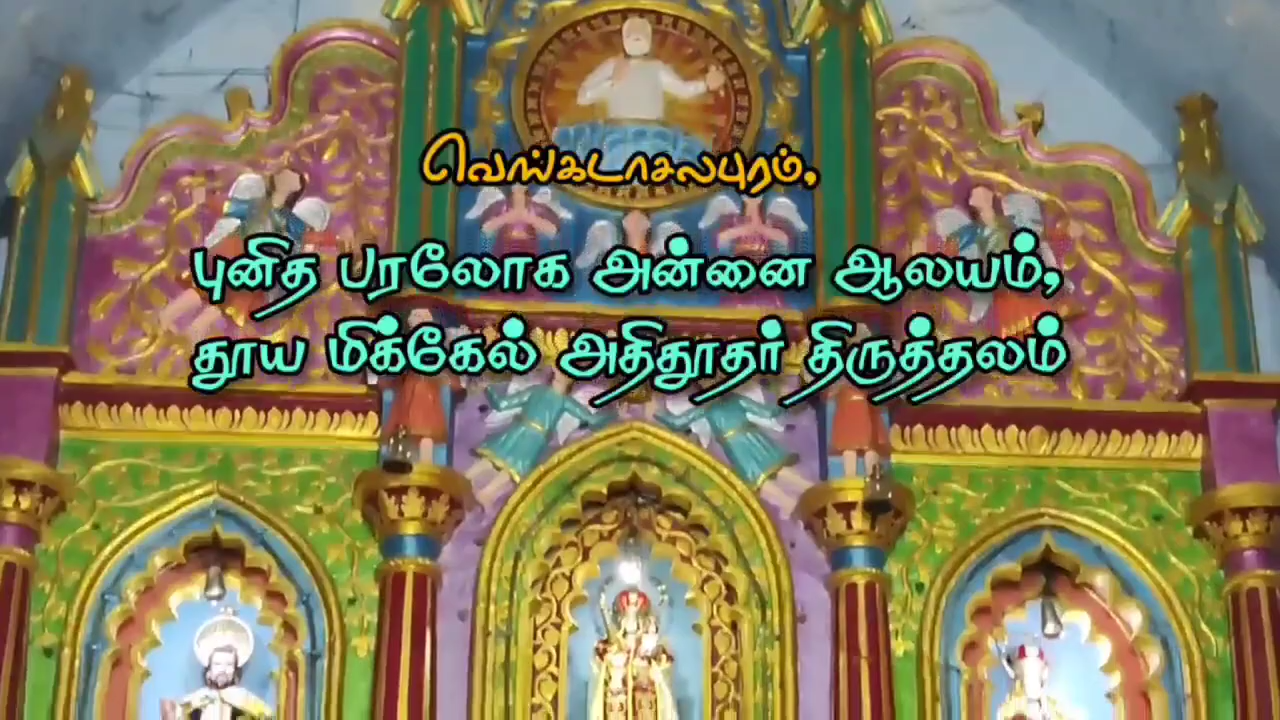 வெங்கடாசலபுரம்,
புனித பரலோக அன்னை ஆலயம்,
தூய மிக்கேல் அதிதூதர் திருத்தலம்